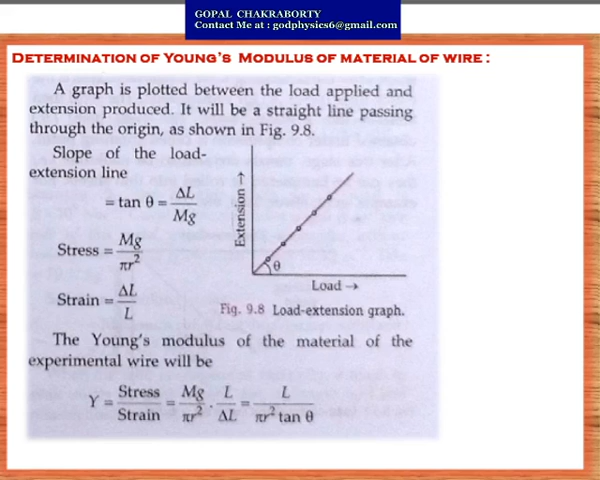 GOPAL CHAKRABORTY
Contact Me at : godphysics6@gmail.com
DETERMINATION OF YOUNG'S MODULUS OF MATERIAL OF WIRE :
A graph is plotted between the load applied and
extension produced. It will be a straight line passing
through the origin, as shown in Fig. 9.8.
Slope of the load-
extension line
= tan θ = ΔL / Mg
Stress = Mg / πr²
Strain = ΔL / L
Extension →
θ
Load →
Fig. 9.8 Load-extension graph.
The Young's modulus of the material of the
experimental wire will be
Y = Stress / Strain = Mg / πr² · L / ΔL = L / πr² tan θ